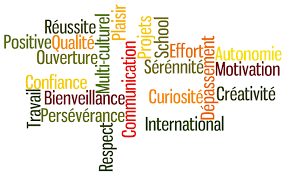 Réussite
Positive
Qualité
Ouverture
Multi-culturel
Plaisir
Projets
School
Effort
Sérénnité
Dépassement
Autonomie
Motivation
Confiance
Travail
Bienveillance
Persévérance
Respect
Communication
Curiosité
Créativité
International